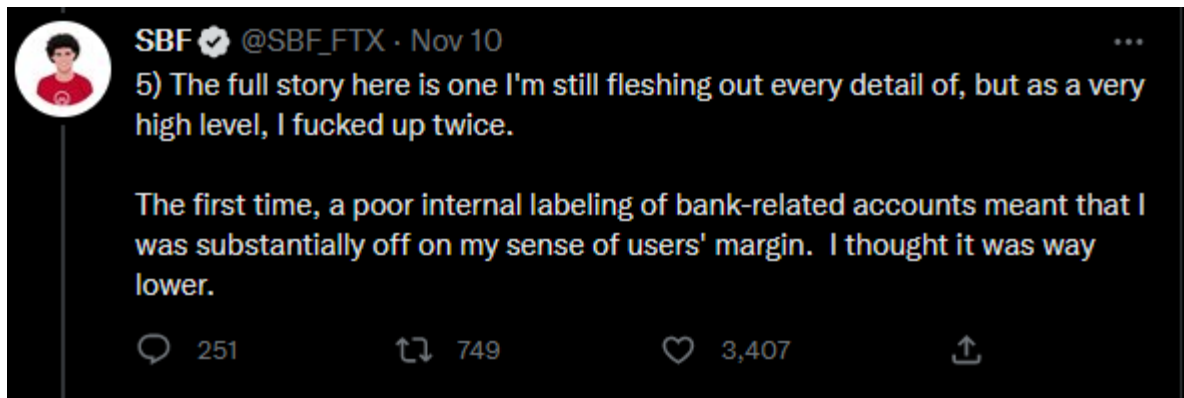 SBF @SBF_FTX · Nov 10
5) The full story here is one I'm still fleshing out every detail of, but as a very
high level, I fucked up twice.
The first time, a poor internal labeling of bank-related accounts meant that I
was substantially off on my sense of users' margin.  I thought it was way
lower.
251 749 3,407